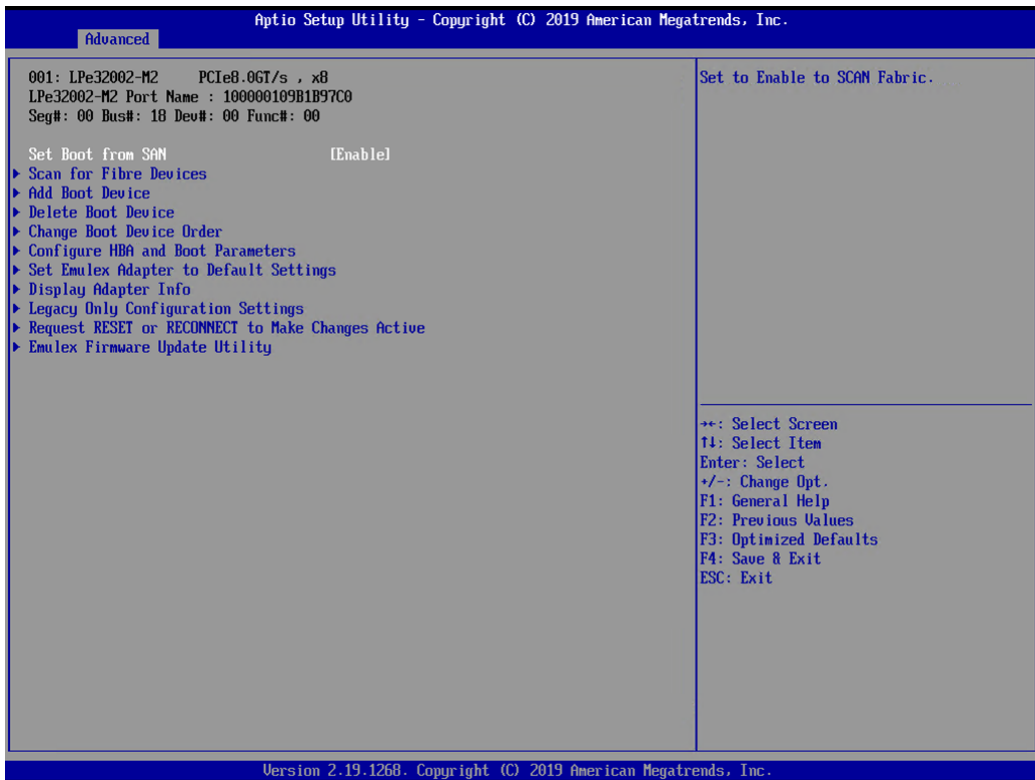 Aptio Setup Utility - Copyright (C) 2019 American Megatrends, Inc.
Advanced
001: LPe32002-M2 PCIe8.0GT/s , x8
LPe32002-M2 Port Name : 100000109B1B97C0
Seg#: 00 Bus#: 18 Dev#: 00 Func#: 00
Set Boot from SAN [Enable]
Scan for Fibre Devices
Add Boot Device
Delete Boot Device
Change Boot Device Order
Configure HBA and Boot Parameters
Set Emulex Adapter to Default Settings
Display Adapter Info
Legacy Only Configuration Settings
Request RESET or RECONNECT to Make Changes Active
Emulex Firmware Update Utility
Set to Enable to SCAN Fabric.
→←: Select Screen
↑↓: Select Item
Enter: Select
+/-: Change Opt.
F1: General Help
F2: Previous Values
F3: Optimized Defaults
F4: Save & Exit
ESC: Exit
Version 2.19.1268. Copyright (C) 2019 American Megatrends, Inc.